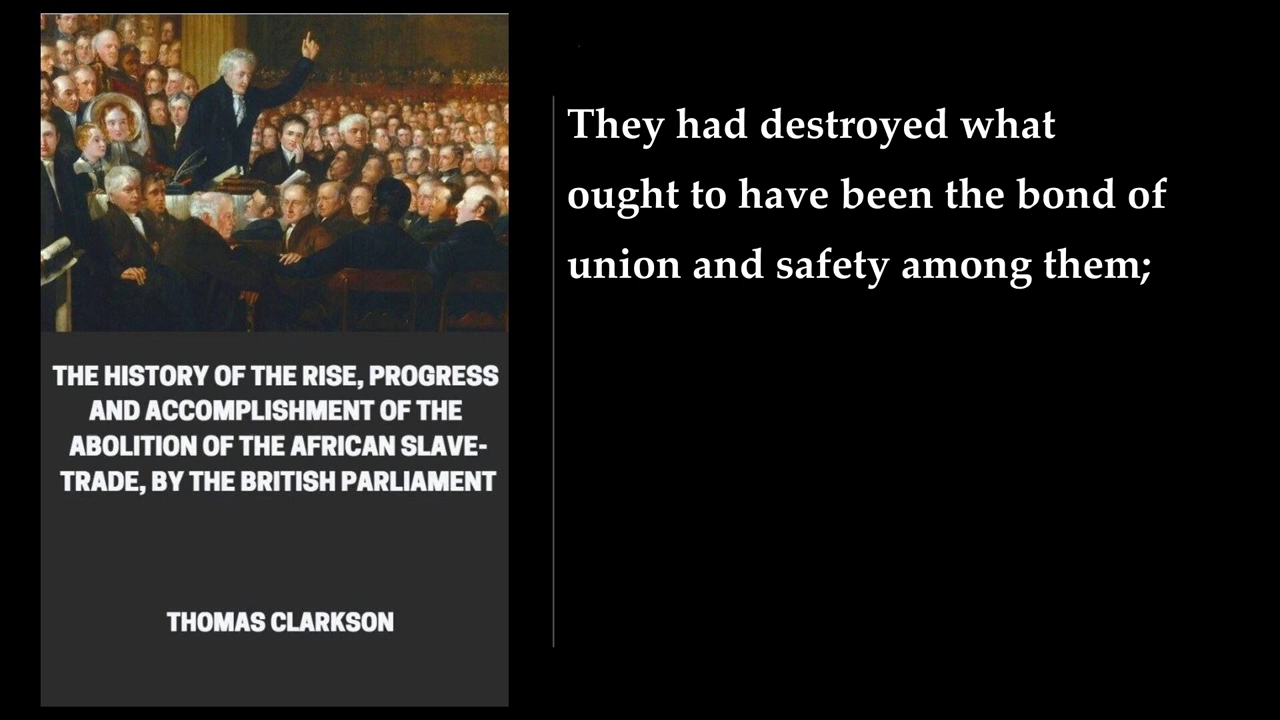 THE HISTORY OF THE RISE, PROGRESS
AND ACCOMPLISHMENT OF THE
ABOLITION OF THE AFRICAN SLAVE-
TRADE, BY THE BRITISH PARLIAMENT
THOMAS CLARKSON
They had destroyed what
ought to have been the bond of
union and safety among them;